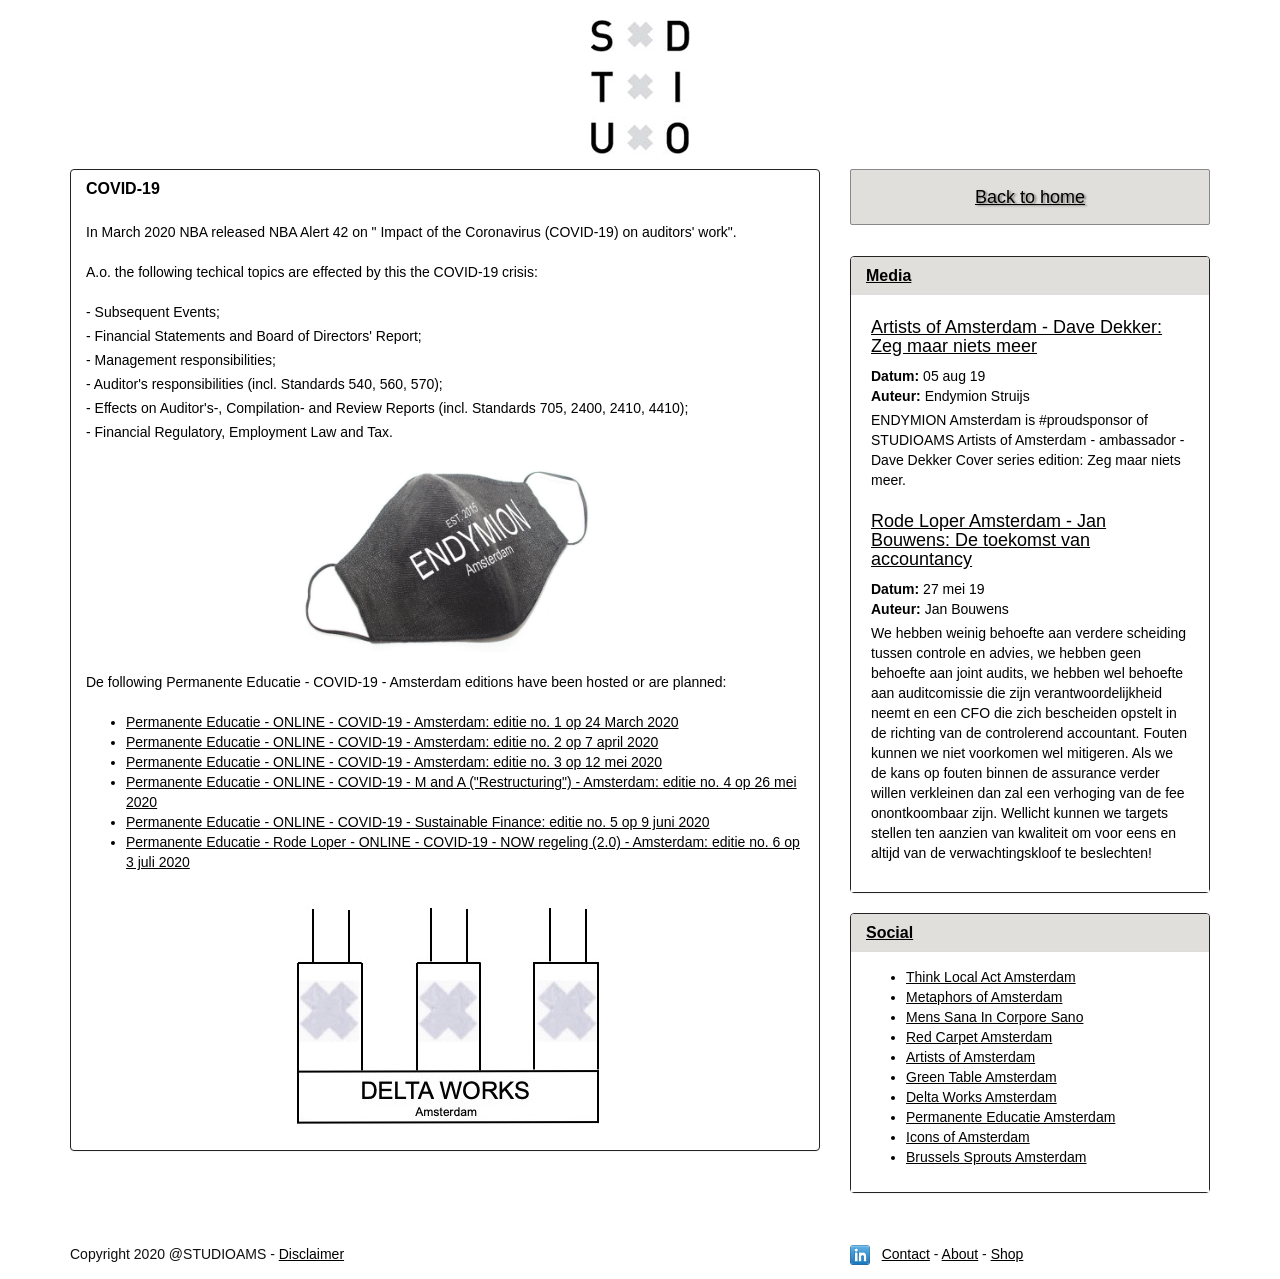 S D
T I
U O
COVID-19
In March 2020 NBA released NBA Alert 42 on " Impact of the Coronavirus (COVID-19) on auditors' work".
A.o. the following techical topics are effected by this the COVID-19 crisis:
- Subsequent Events;
- Financial Statements and Board of Directors' Report;
- Management responsibilities;
- Auditor's responsibilities (incl. Standards 540, 560, 570);
- Effects on Auditor's-, Compilation- and Review Reports (incl. Standards 705, 2400, 2410, 4410);
- Financial Regulatory, Employment Law and Tax.
EST. 2015
ENDYMION
Amsterdam
De following Permanente Educatie - COVID-19 - Amsterdam editions have been hosted or are planned:
Permanente Educatie - ONLINE - COVID-19 - Amsterdam: editie no. 1 op 24 March 2020
Permanente Educatie - ONLINE - COVID-19 - Amsterdam: editie no. 2 op 7 april 2020
Permanente Educatie - ONLINE - COVID-19 - Amsterdam: editie no. 3 op 12 mei 2020
Permanente Educatie - ONLINE - COVID-19 - M and A ("Restructuring") - Amsterdam: editie no. 4 op 26 mei
2020
Permanente Educatie - ONLINE - COVID-19 - Sustainable Finance: editie no. 5 op 9 juni 2020
Permanente Educatie - Rode Loper - ONLINE - COVID-19 - NOW regeling (2.0) - Amsterdam: editie no. 6 op
3 juli 2020
DELTA WORKS
Amsterdam
Back to home
Media
Artists of Amsterdam - Dave Dekker:
Zeg maar niets meer
Datum: 05 aug 19
Auteur: Endymion Struijs
ENDYMION Amsterdam is #proudsponsor of
STUDIOAMS Artists of Amsterdam - ambassador -
Dave Dekker Cover series edition: Zeg maar niets
meer.
Rode Loper Amsterdam - Jan
Bouwens: De toekomst van
accountancy
Datum: 27 mei 19
Auteur: Jan Bouwens
We hebben weinig behoefte aan verdere scheiding
tussen controle en advies, we hebben geen
behoefte aan joint audits, we hebben wel behoefte
aan auditcomissie die zijn verantwoordelijkheid
neemt en een CFO die zich bescheiden opstelt in
de richting van de controlerend accountant. Fouten
kunnen we niet voorkomen wel mitigeren. Als we
de kans op fouten binnen de assurance verder
willen verkleinen dan zal een verhoging van de fee
onontkoombaar zijn. Wellicht kunnen we targets
stellen ten aanzien van kwaliteit om voor eens en
altijd van de verwachtingskloof te beslechten!
Social
Think Local Act Amsterdam
Metaphors of Amsterdam
Mens Sana In Corpore Sano
Red Carpet Amsterdam
Artists of Amsterdam
Green Table Amsterdam
Delta Works Amsterdam
Permanente Educatie Amsterdam
Icons of Amsterdam
Brussels Sprouts Amsterdam
Copyright 2020 @STUDIOAMS - Disclaimer
in Contact - About - Shop